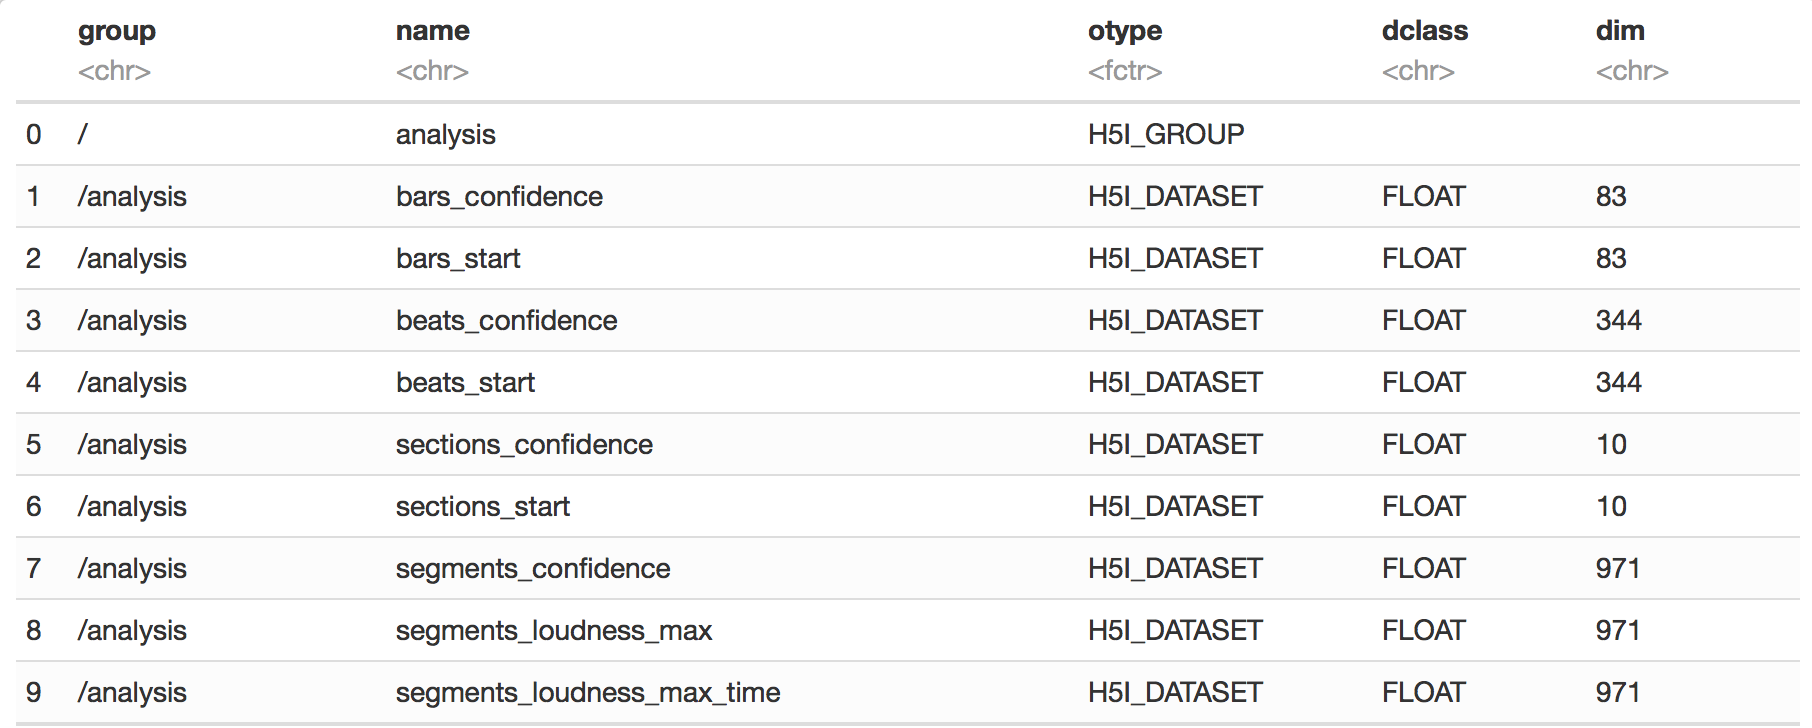 group name otype dclass dim
<chr> <chr> <fctr> <chr> <chr>
0 / analysis H5I_GROUP
1 /analysis bars_confidence H5I_DATASET FLOAT 83
2 /analysis bars_start H5I_DATASET FLOAT 83
3 /analysis beats_confidence H5I_DATASET FLOAT 344
4 /analysis beats_start H5I_DATASET FLOAT 344
5 /analysis sections_confidence H5I_DATASET FLOAT 10
6 /analysis sections_start H5I_DATASET FLOAT 10
7 /analysis segments_confidence H5I_DATASET FLOAT 971
8 /analysis segments_loudness_max H5I_DATASET FLOAT 971
9 /analysis segments_loudness_max_time H5I_DATASET FLOAT 971